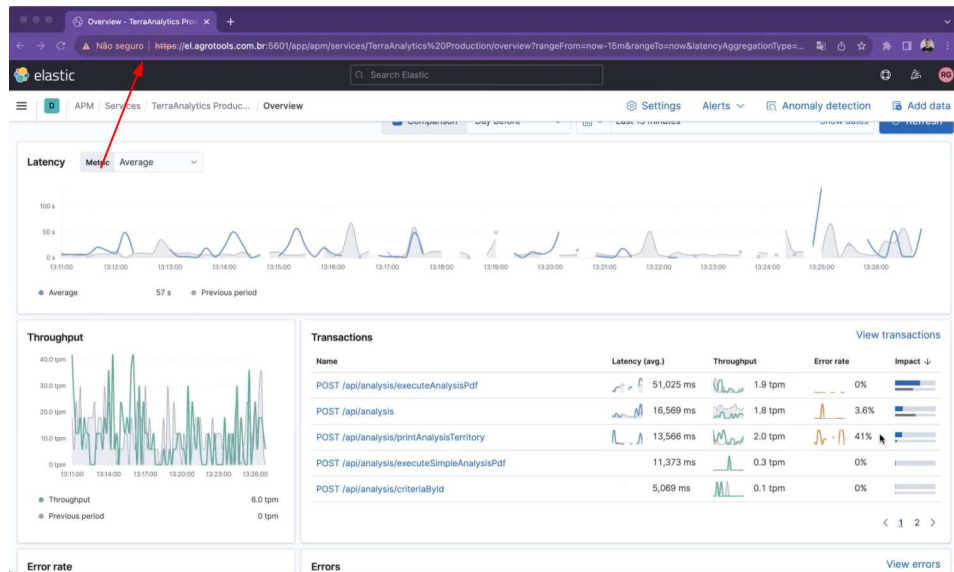 Overview - TerraAnalytics Prod
Não seguro | https://el.agrotools.com.br:5601/app/apm/services/TerraAnalytics%20Production/overview?rangeFrom=now-15m&rangeTo=now&latencyAggregationType=...
elastic
Search Elastic
RG
D APM / Services / TerraAnalytics Produc... / Overview
Settings Alerts Anomaly detection Add data
Comparison Day before Last 15 minutes Show dates Refresh
Latency Metric Average
100 s
50 s
0 s
13:11:00 13:12:00 13:13:00 13:14:00 13:15:00 13:16:00 13:17:00 13:18:00 13:19:00 13:20:00 13:21:00 13:22:00 13:23:00 13:24:00 13:25:00 13:26:00
Average 57 s Previous period
Throughput
40.0 tpm
30.0 tpm
20.0 tpm
10.0 tpm
0 tpm
13:11:00 13:14:00 13:17:00 13:20:00 13:23:00 13:26:00
Throughput 6.0 tpm
Previous period 0 tpm
Transactions View transactions
Name Latency (avg.) Throughput Error rate Impact
POST /api/analysis/executeAnalysisPdf 51,025 ms 1.9 tpm 0%
POST /api/analysis 16,569 ms 1.8 tpm 3.6%
POST /api/analysis/printAnalysisTerritory 13,566 ms 2.0 tpm 41%
POST /api/analysis/executeSimpleAnalysisPdf 11,373 ms 0.3 tpm 0%
POST /api/analysis/criteriaById 5,069 ms 0.1 tpm 0%
< 1 2 >
Error rate
Errors View errors